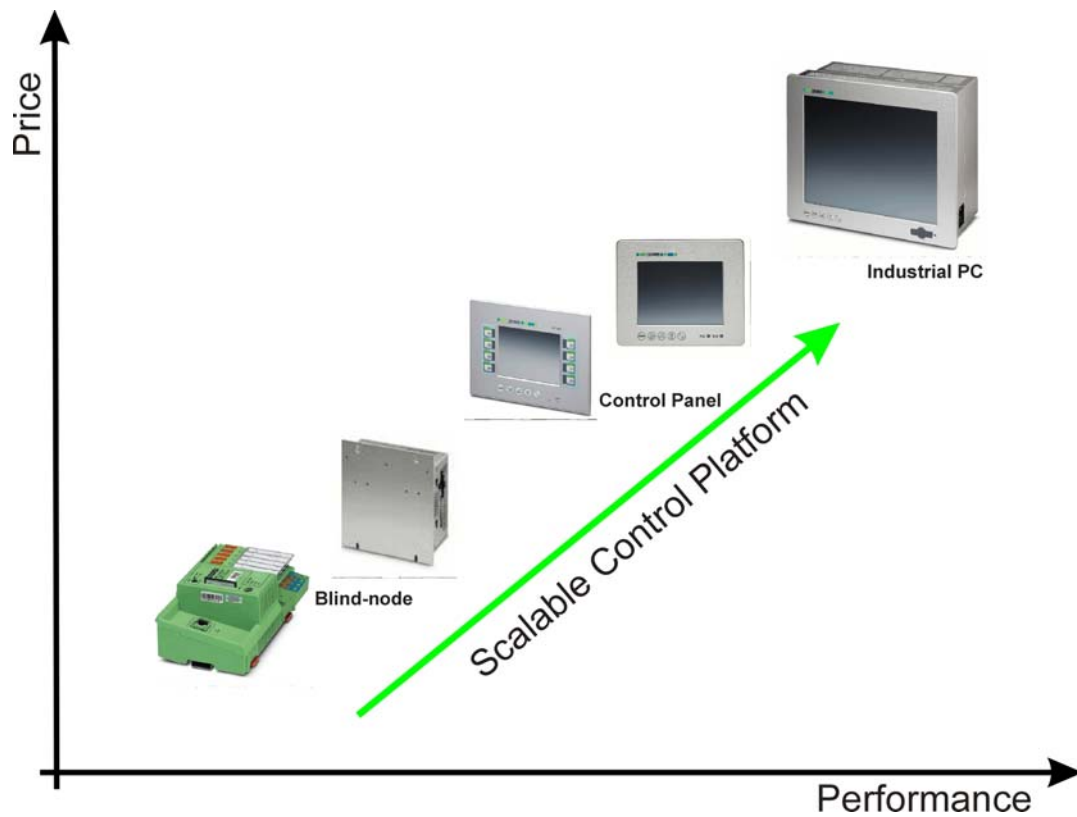 Price
Industrial PC
Control Panel
Blind-node
Scalable Control Platform
Performance